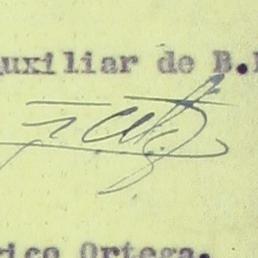 uxiliar de B.
rico Ortega.